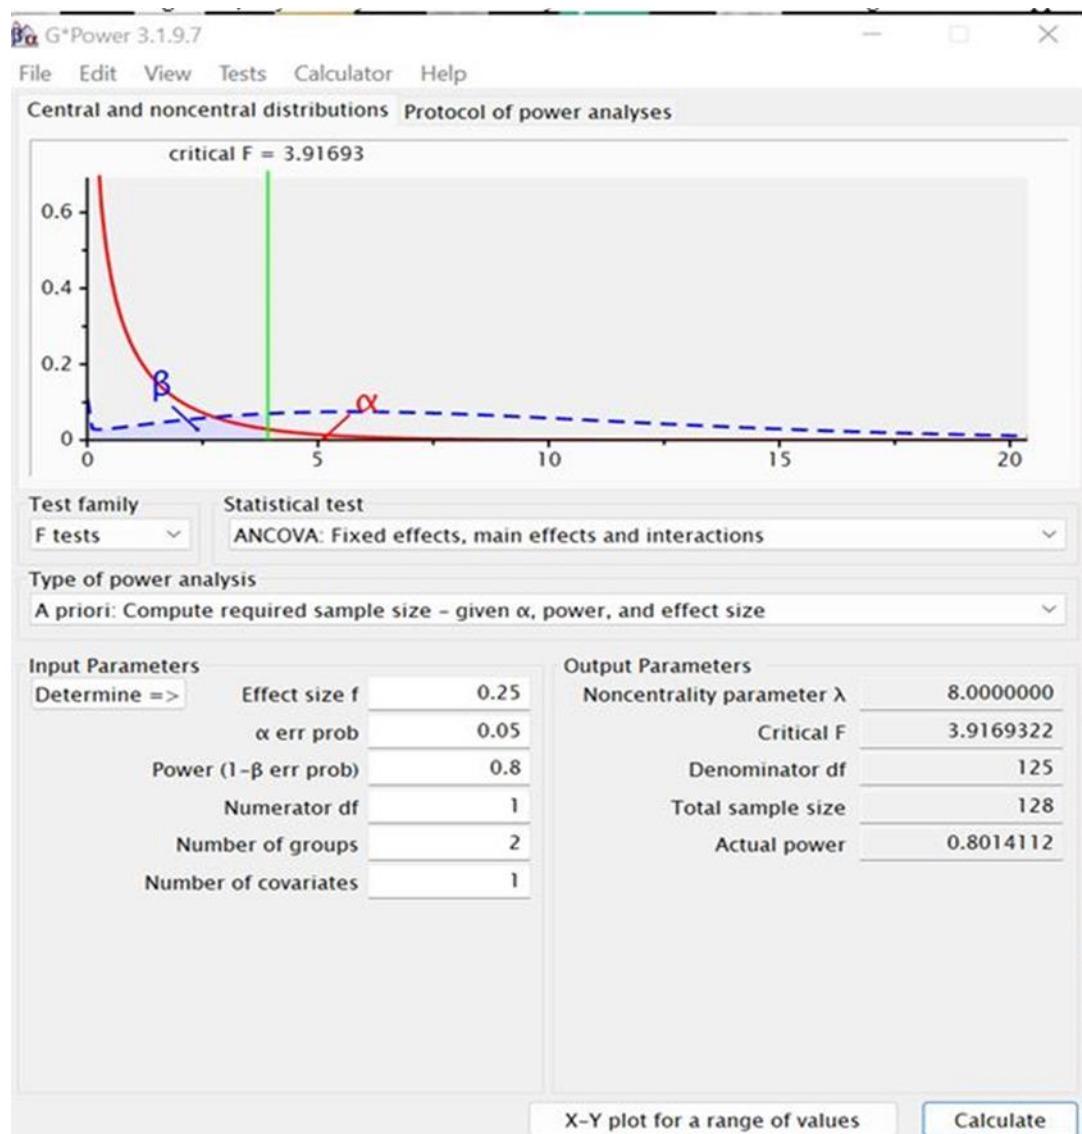 G*Power 3.1.9.7
File Edit View Tests Calculator Help
Central and noncentral distributions Protocol of power analyses
critical F = 3.91693
0.6
0.4
0.2
0
β
α
0 5 10 15 20
Test family Statistical test
F tests ANCOVA: Fixed effects, main effects and interactions
Type of power analysis
A priori: Compute required sample size – given α, power, and effect size
Input Parameters Output Parameters
Determine => Effect size f 0.25 Noncentrality parameter λ 8.0000000
α err prob 0.05 Critical F 3.9169322
Power (1-β err prob) 0.8 Denominator df 125
Numerator df 1 Total sample size 128
Number of groups 2 Actual power 0.8014112
Number of covariates 1
X-Y plot for a range of values Calculate